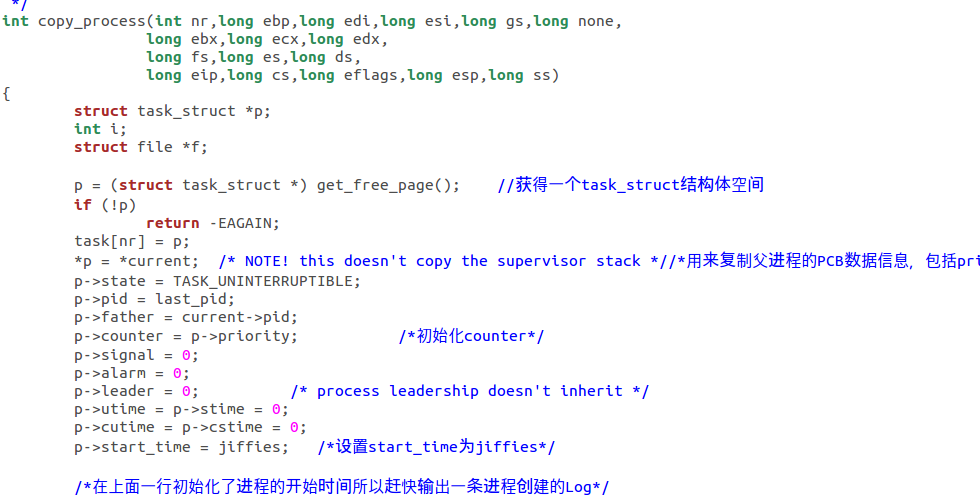 */
int copy_process(int nr,long ebp,long edi,long esi,long gs,long none,
long ebx,long ecx,long edx,
long fs,long es,long ds,
long eip,long cs,long eflags,long esp,long ss)
{
struct task_struct *p;
int i;
struct file *f;
p = (struct task_struct *) get_free_page(); //获得一个task_struct结构体空间
if (!p)
return -EAGAIN;
task[nr] = p;
*p = *current; /* NOTE! this doesn't copy the supervisor stack *//*用来复制父进程的PCB数据信息，包括pri
p->state = TASK_UNINTERRUPTIBLE;
p->pid = last_pid;
p->father = current->pid;
p->counter = p->priority; /*初始化counter*/
p->signal = 0;
p->alarm = 0;
p->leader = 0; /* process leadership doesn't inherit */
p->utime = p->stime = 0;
p->cutime = p->cstime = 0;
p->start_time = jiffies; /*设置start_time为jiffies*/
/*在上面一行初始化了进程的开始时间所以赶快输出一条进程创建的Log*/